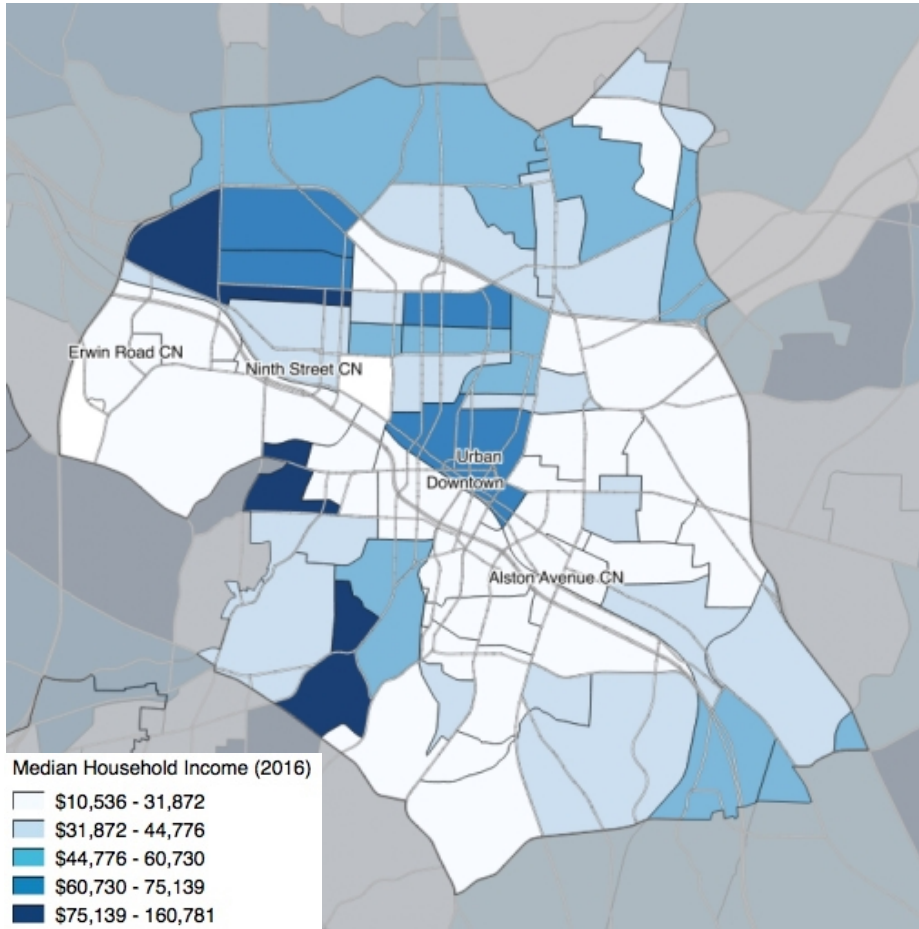 Erwin Road CN
Ninth Street CN
Urban
Downtown
Alston Avenue CN
Median Household Income (2016)
$10,536 - 31,872
$31,872 - 44,776
$44,776 - 60,730
$60,730 - 75,139
$75,139 - 160,781